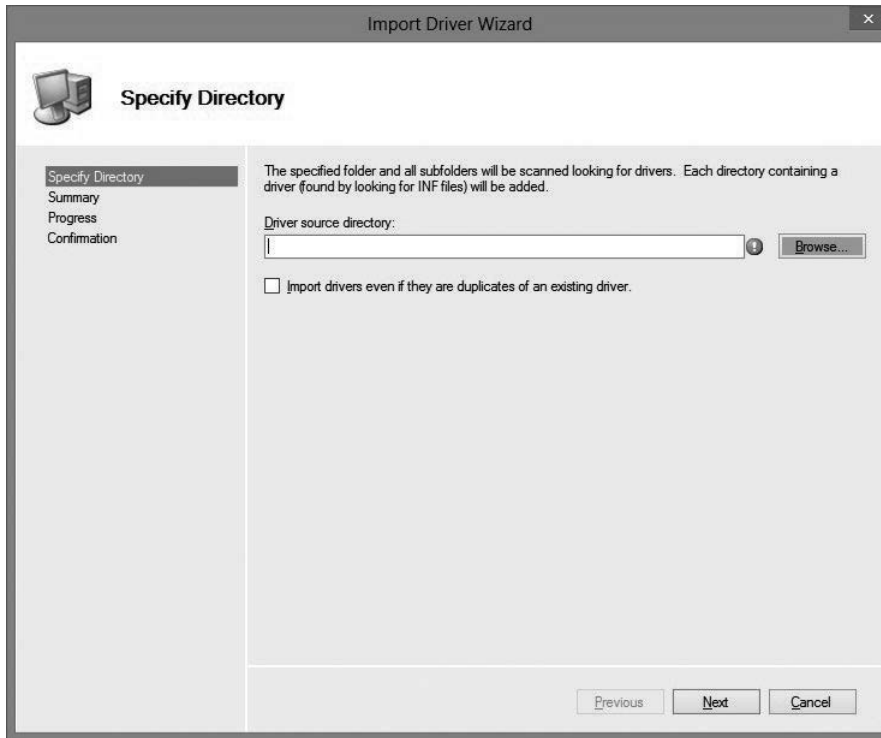 Import Driver Wizard
Specify Directory
Specify Directory
Summary
Progress
Confirmation
The specified folder and all subfolders will be scanned looking for drivers. Each directory containing a
driver (found by looking for INF files) will be added.
Driver source directory:
Browse...
Import drivers even if they are duplicates of an existing driver.
Previous
Next
Cancel